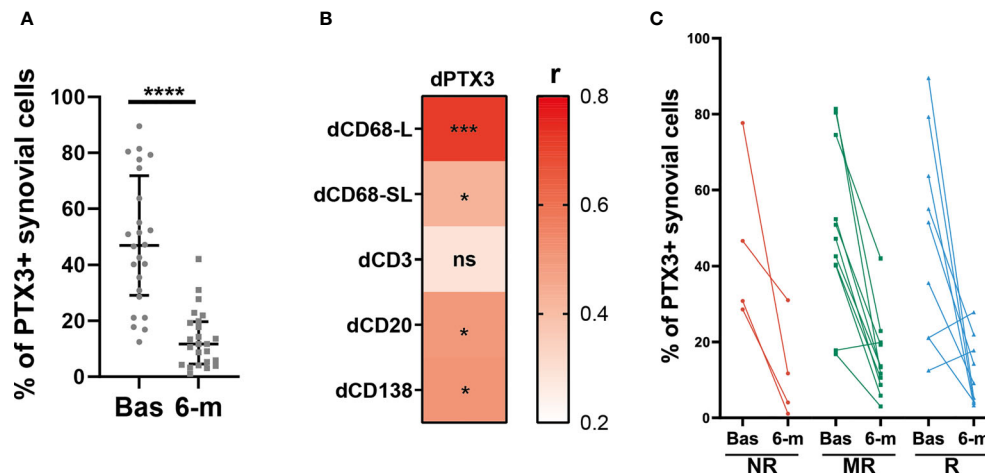 A
% of PTX3+ synovial cells
100
80
60
40
20
0
****
Bas 6-m
B
dPTX3
dCD68-L
***
dCD68-SL
*
dCD3
ns
dCD20
*
dCD138
*
r
0.8
0.6
0.4
0.2
C
% of PTX3+ synovial cells
100
80
60
40
20
0
Bas 6-m Bas 6-m Bas 6-m
NR MR R